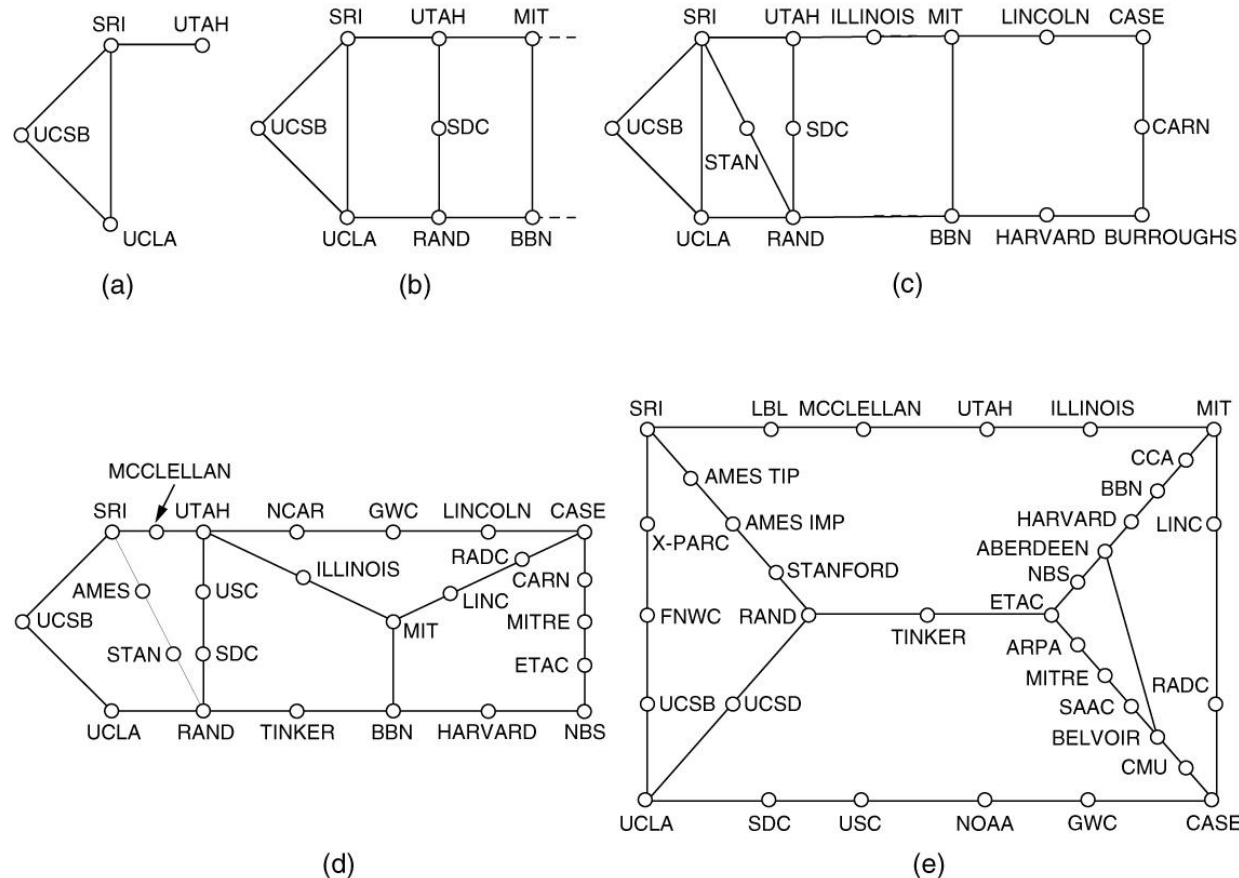 SRI UTAH
UCSB
UCLA
(a)
SRI UTAH MIT
UCSB SDC
UCLA RAND BBN
(b)
SRI UTAH ILLINOIS MIT LINCOLN CASE
UCSB STAN SDC CARN
UCLA RAND BBN HARVARD BURROUGHS
(c)
MCCLELLAN
SRI UTAH NCAR GWC LINCOLN CASE
RADC
ILLINOIS CARN
AMES USC LINC
UCSB MIT MITRE
STAN SDC ETAC
UCLA RAND TINKER BBN HARVARD NBS
(d)
SRI LBL MCCLELLAN UTAH ILLINOIS MIT
CCA
AMES TIP
BBN
X-PARC AMES IMP HARVARD LINC
ABERDEEN
STANFORD NBS
ETAC
FNWC RAND TINKER
ARPA
MITRE
UCSB UCSD SAAC RADC
BELVOIR
CMU
UCLA SDC USC NOAA GWC CASE
(e)